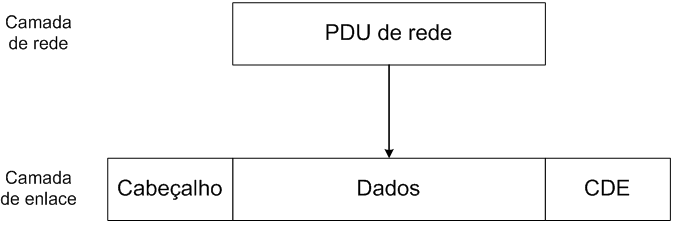 Camada
de rede
PDU de rede
Camada
de enlace
Cabeçalho
Dados
CDE